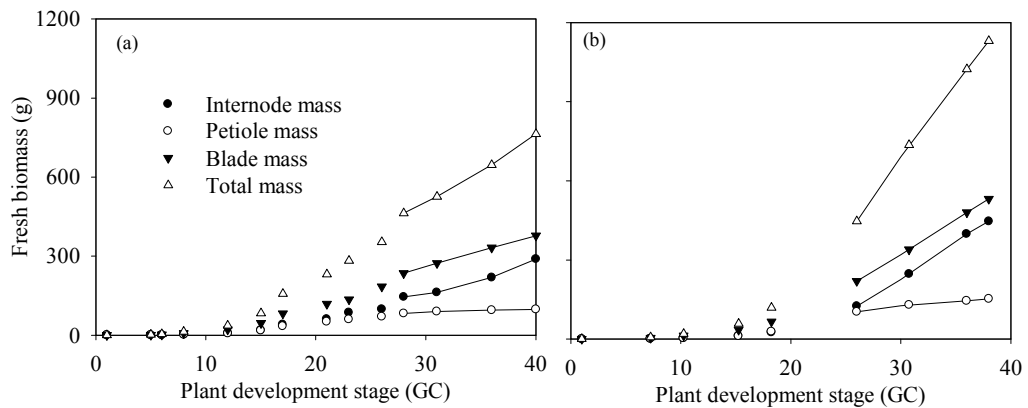 1200
900
600
300
0
Fresh biomass (g)
(a)
Internode mass
Petiole mass
Blade mass
Total mass
0 10 20 30 40
Plant development stage (GC)
(b)
0 10 20 30 40
Plant development stage (GC)